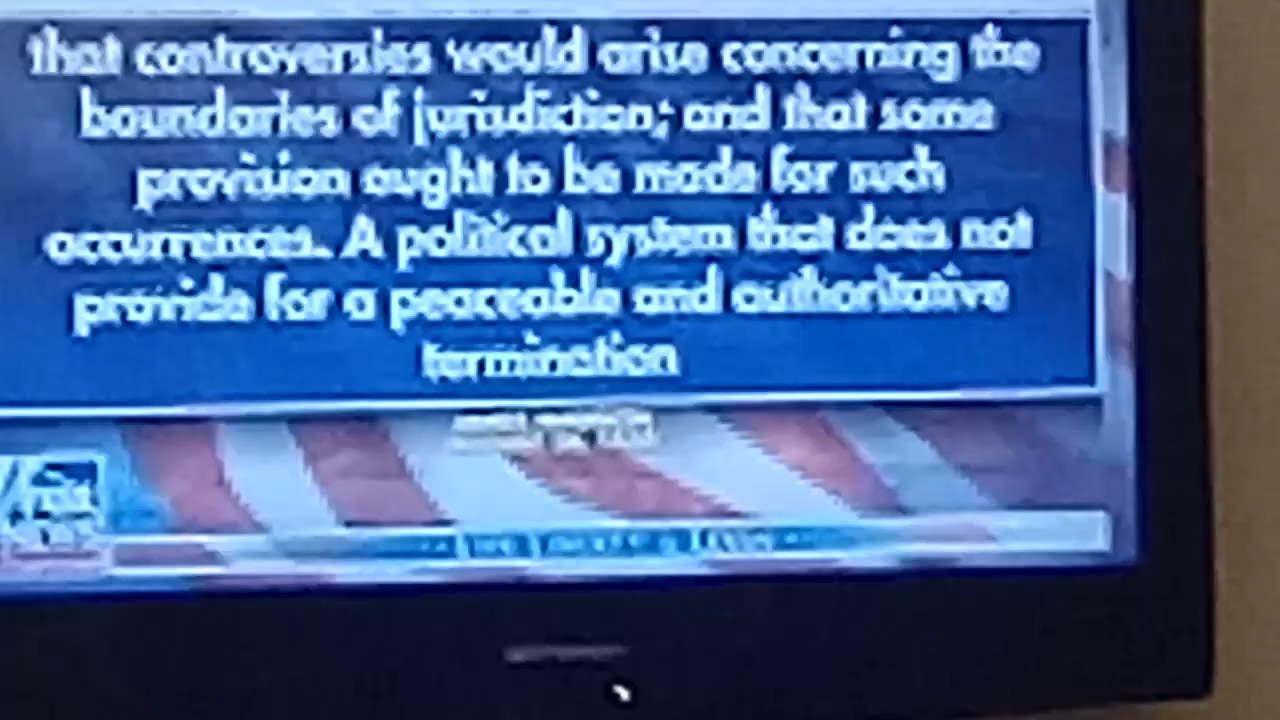 that controversies would arise concerning the
boundaries of jurisdiction; and that some
provision ought to be made for such
occurrences. A political system that does not
provide for a peaceable and authoritative
termination